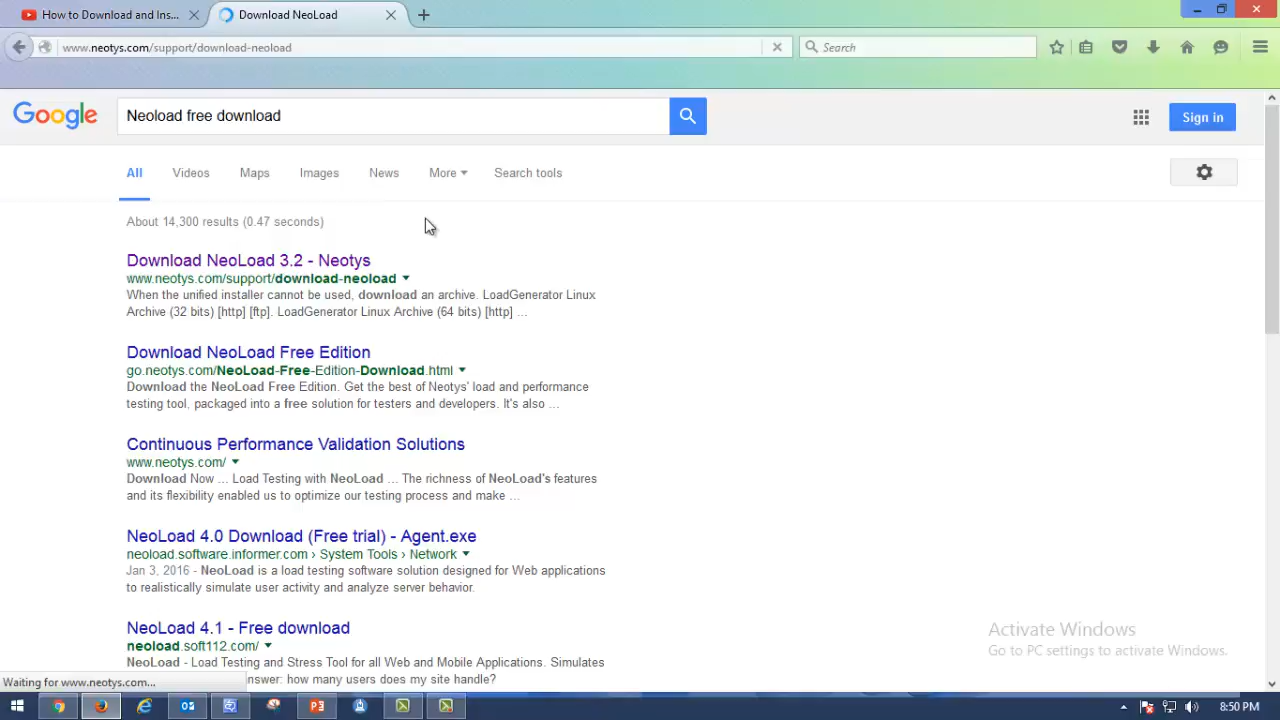 How to Download and Ins...
Download NeoLoad
www.neotys.com/support/download-neoload
Search
Google
Neoload free download
Sign in
All
Videos
Maps
Images
News
More
Search tools
About 14,300 results (0.47 seconds)
Download NeoLoad 3.2 - Neotys
www.neotys.com/support/download-neoload
When the unified installer cannot be used, download an archive. LoadGenerator Linux
Archive (32 bits) [http] [ftp]. LoadGenerator Linux Archive (64 bits) [http] ...
Download NeoLoad Free Edition
go.neotys.com/NeoLoad-Free-Edition-Download.html
Download the NeoLoad Free Edition. Get the best of Neotys' load and performance
testing tool, packaged into a free solution for testers and developers. It's also ...
Continuous Performance Validation Solutions
www.neotys.com/
Download Now ... Load Testing with NeoLoad ... The richness of NeoLoad's features
and its flexibility enabled us to optimize our testing process and make ...
NeoLoad 4.0 Download (Free trial) - Agent.exe
neoload.software.informer.com › System Tools › Network
Jan 3, 2016 - NeoLoad is a load testing software solution designed for Web applications
to realistically simulate user activity and analyze server behavior.
NeoLoad 4.1 - Free download
neoload.soft112.com/
NeoLoad - Load Testing and Stress Tool for all Web and Mobile Applications. Simulates
nswer: how many users does my site handle?
Activate Windows
Go to PC settings to activate Windows.
Waiting for www.neotys.com...
8:50 PM